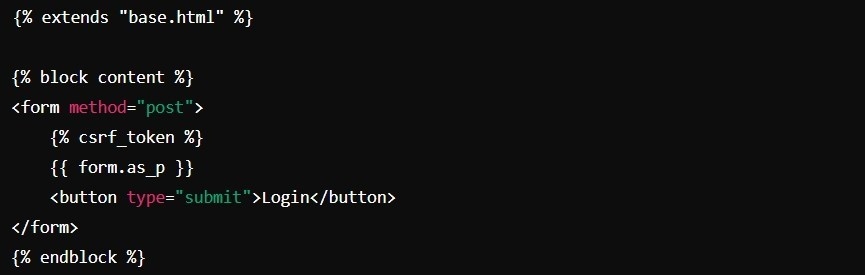 {% extends "base.html" %}
{% block content %}
<form method="post">
{% csrf_token %}
{{ form.as_p }}
<button type="submit">Login</button>
</form>
{% endblock %}